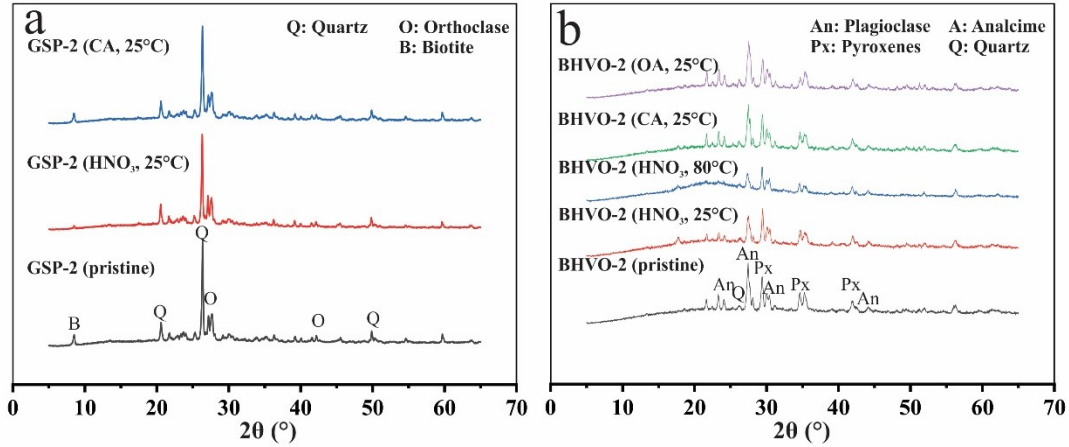 a
Q: Quartz O: Orthoclase
B: Biotite
GSP-2 (CA, 25°C)
GSP-2 (HNO₃, 25°C)
GSP-2 (pristine)
B
Q
Q
O
O
Q
0 10 20 30 40 50 60 70
2θ (°)
b
An: Plagioclase A: Analcime
Px: Pyroxenes Q: Quartz
BHVO-2 (OA, 25°C)
BHVO-2 (CA, 25°C)
BHVO-2 (HNO₃, 80°C)
BHVO-2 (HNO₃, 25°C)
BHVO-2 (pristine)
An
Q
An
Px
An
Px
Px
An
0 10 20 30 40 50 60 70
2θ (°)